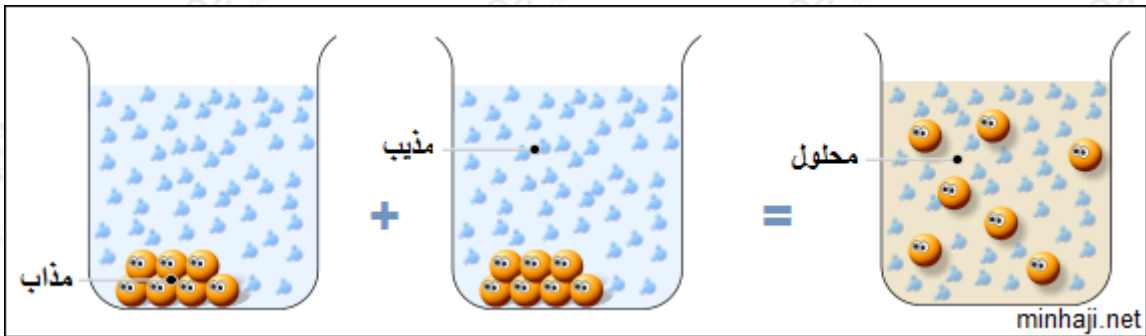 مذاب
+
مذيب
=
محلول
minhaji.net